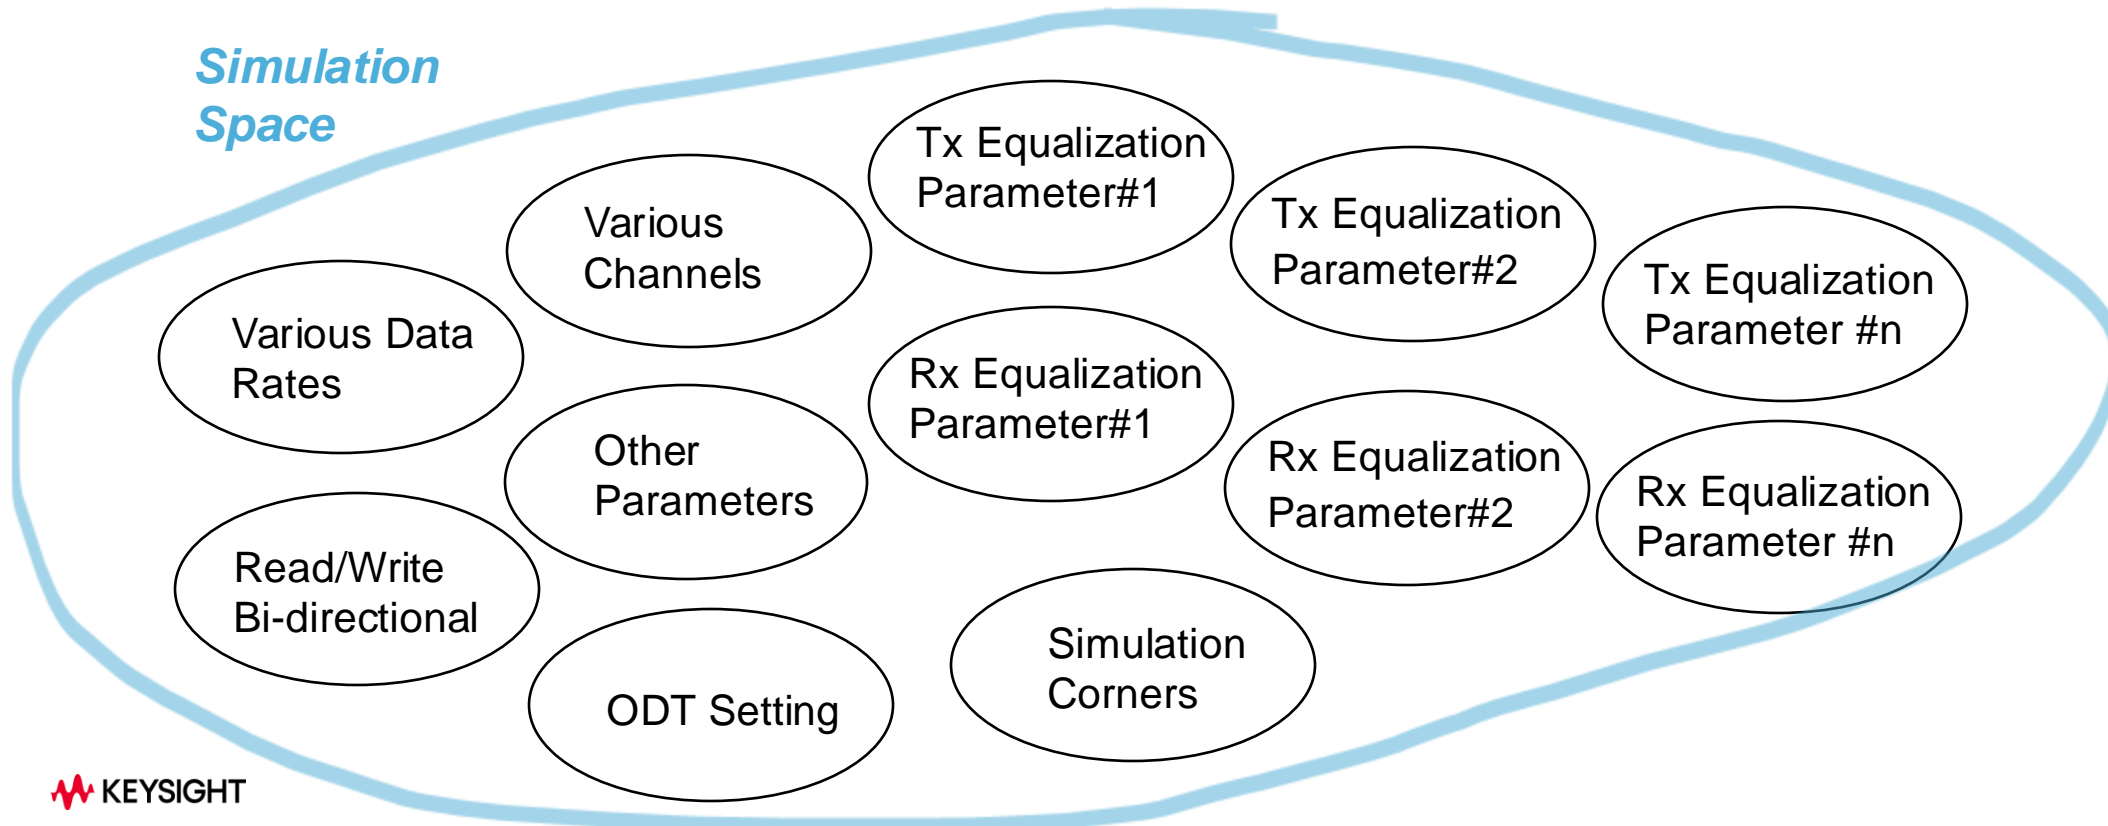 Simulation
Space
Tx Equalization
Parameter#1
Various
Channels
Tx Equalization
Parameter#2
Tx Equalization
Parameter #n
Various Data
Rates
Rx Equalization
Parameter#1
Other
Parameters
Rx Equalization
Parameter#2
Rx Equalization
Parameter #n
Read/Write
Bi-directional
Simulation
Corners
ODT Setting
KEYSIGHT